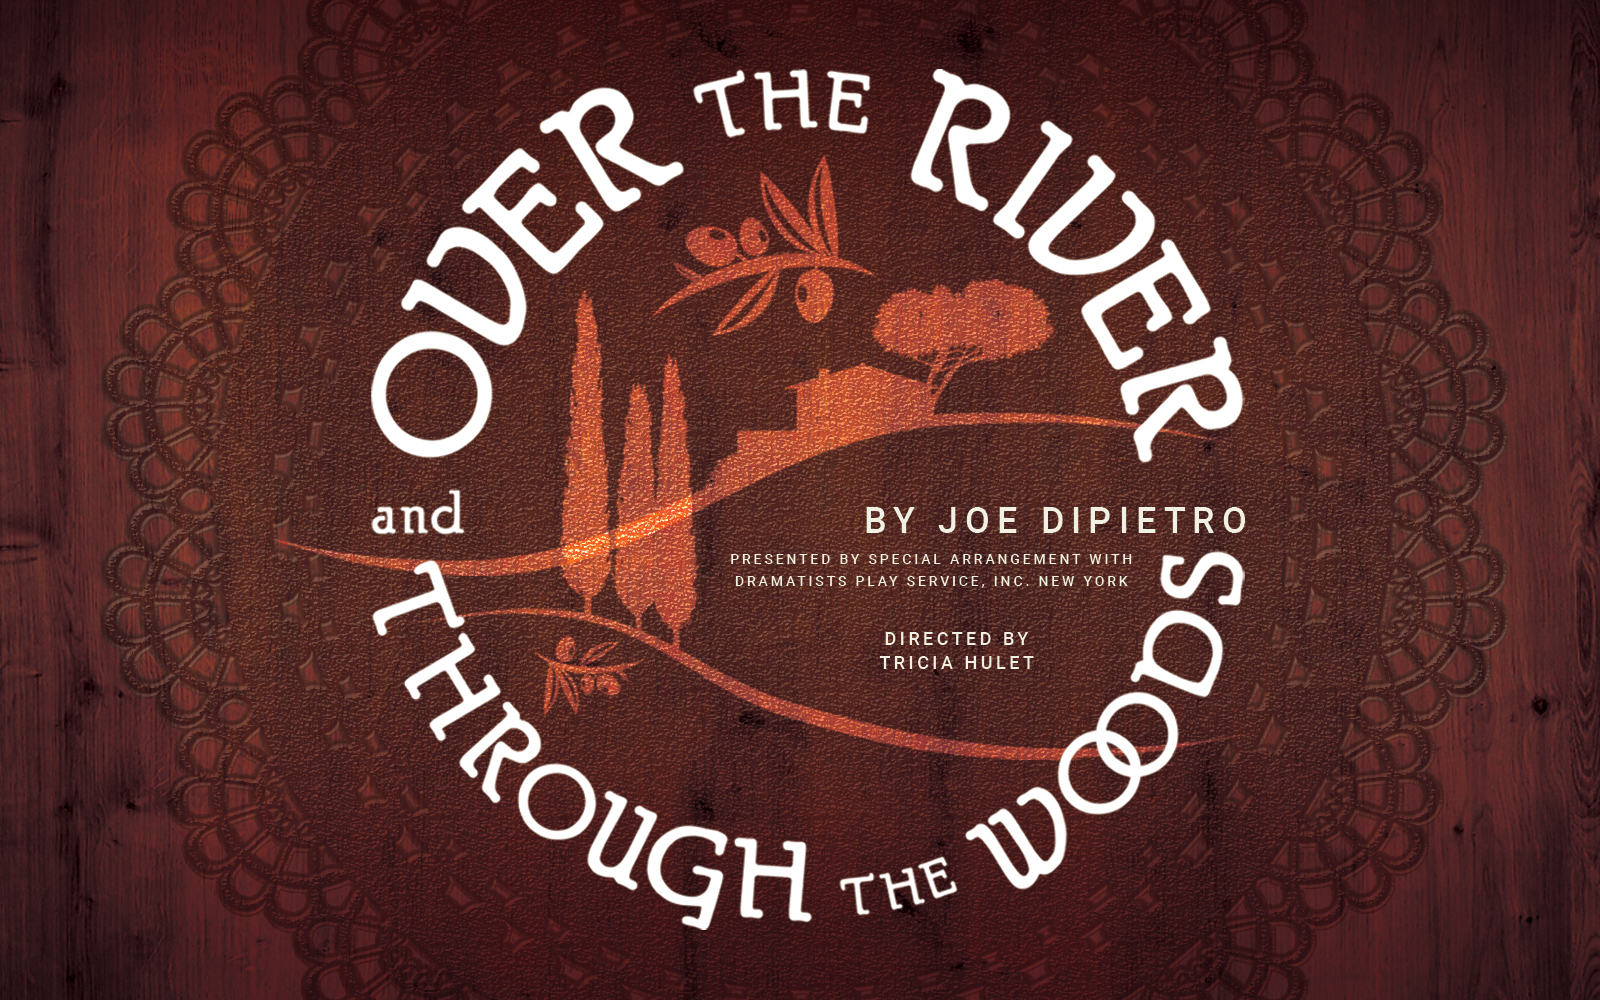 OVER THE RIVER
and
THROUGH THE WOODS
BY JOE DIPIETRO
PRESENTED BY SPECIAL ARRANGEMENT WITH
DRAMATISTS PLAY SERVICE, INC. NEW YORK
DIRECTED BY
TRICIA HULET